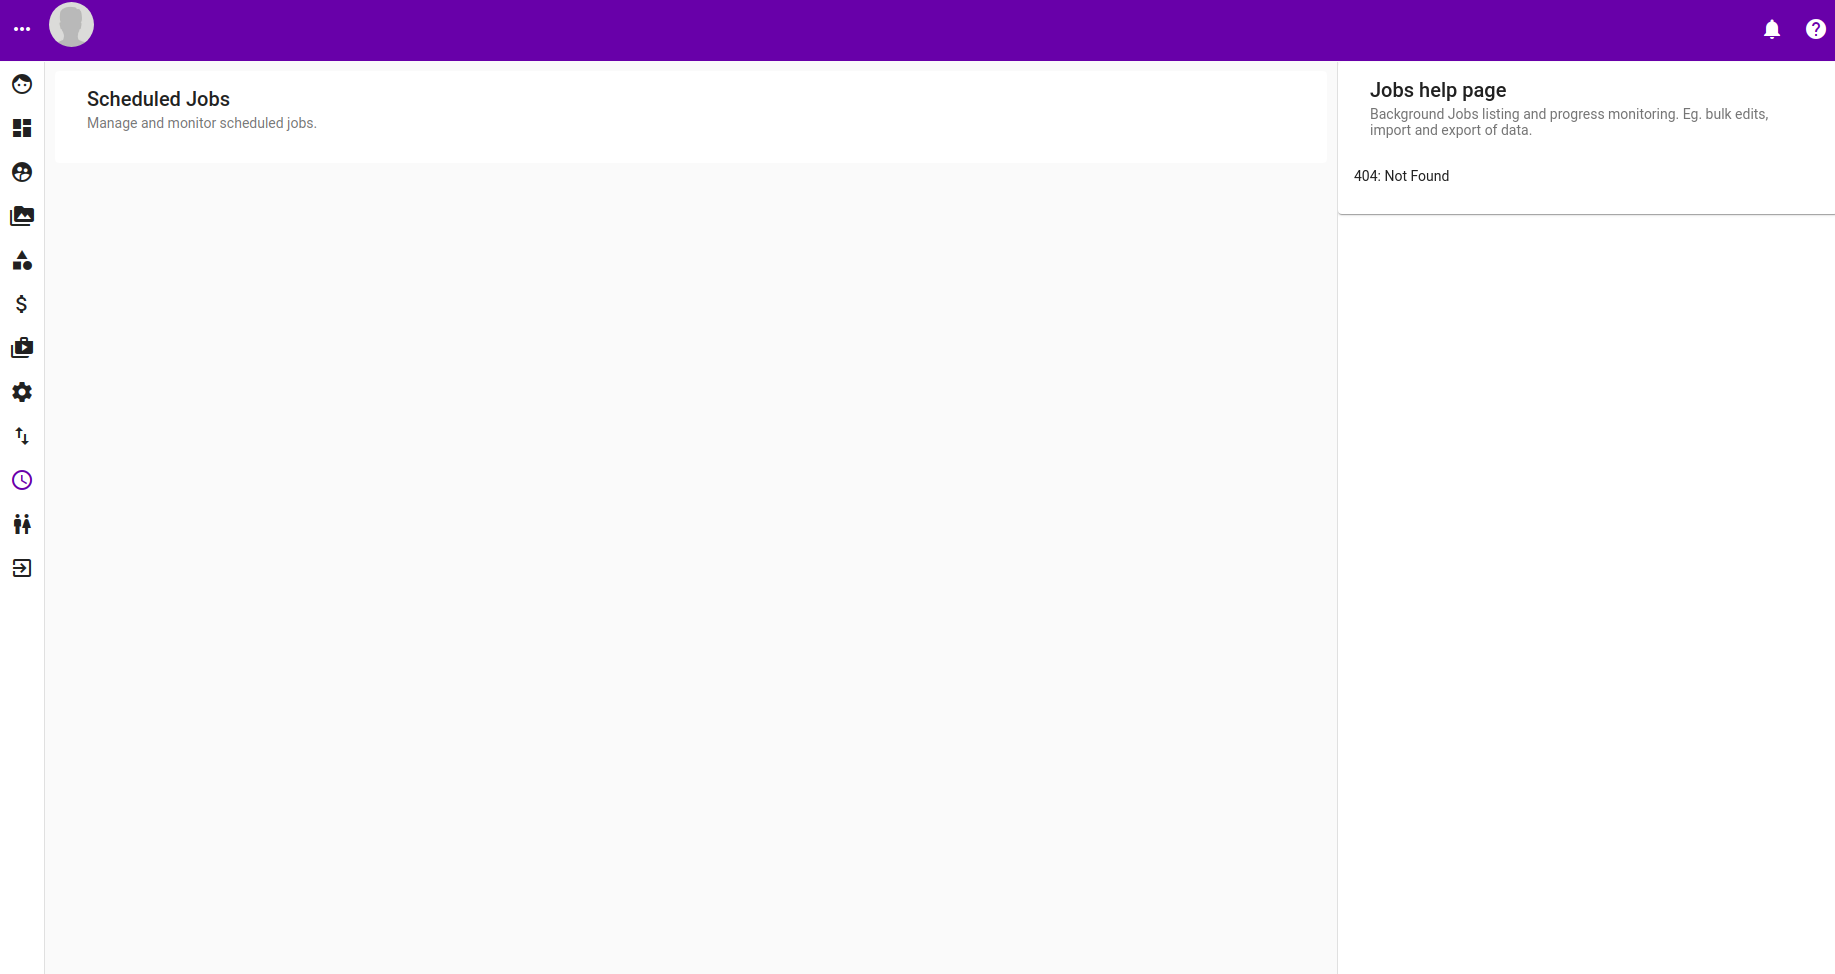 Scheduled Jobs
Manage and monitor scheduled jobs.
Jobs help page
Background Jobs listing and progress monitoring. Eg. bulk edits,
import and export of data.
404: Not Found